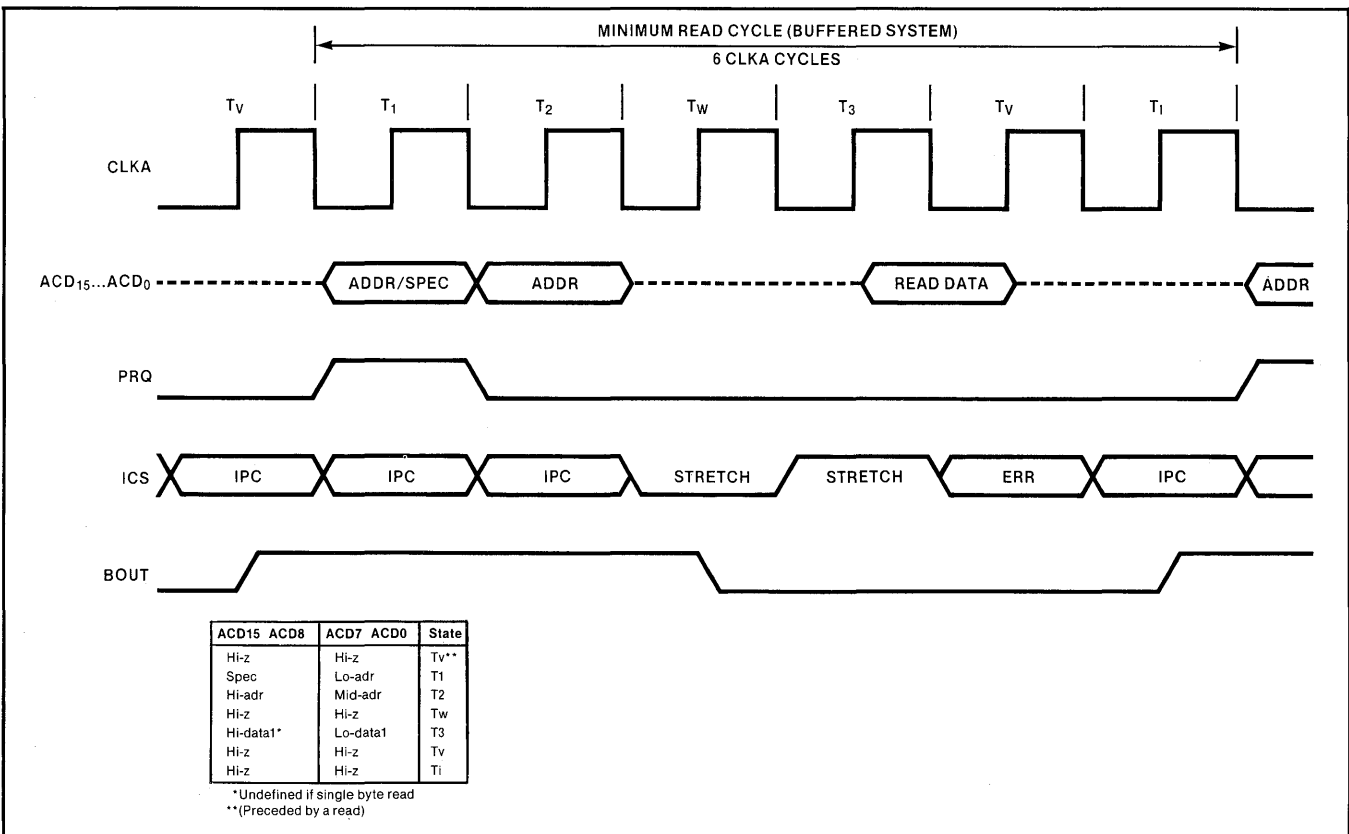 MINIMUM READ CYCLE (BUFFERED SYSTEM)
6 CLKA CYCLES
TV T1 T2 TW T3 TV TI
CLKA
ACD15...ACD0 ADDR/SPEC ADDR READ DATA ADDR
PRQ
ICS IPC IPC IPC STRETCH STRETCH ERR IPC
BOUT
ACD15 ACD8 ACD7 ACD0 State
Hi-z Hi-z Tv**
Spec Lo-adr T1
Hi-adr Mid-adr T2
Hi-z Hi-z Tw
Hi-data1* Lo-data1 T3
Hi-z Hi-z Tv
Hi-z Hi-z Ti
*Undefined if single byte read
**(Preceded by a read)